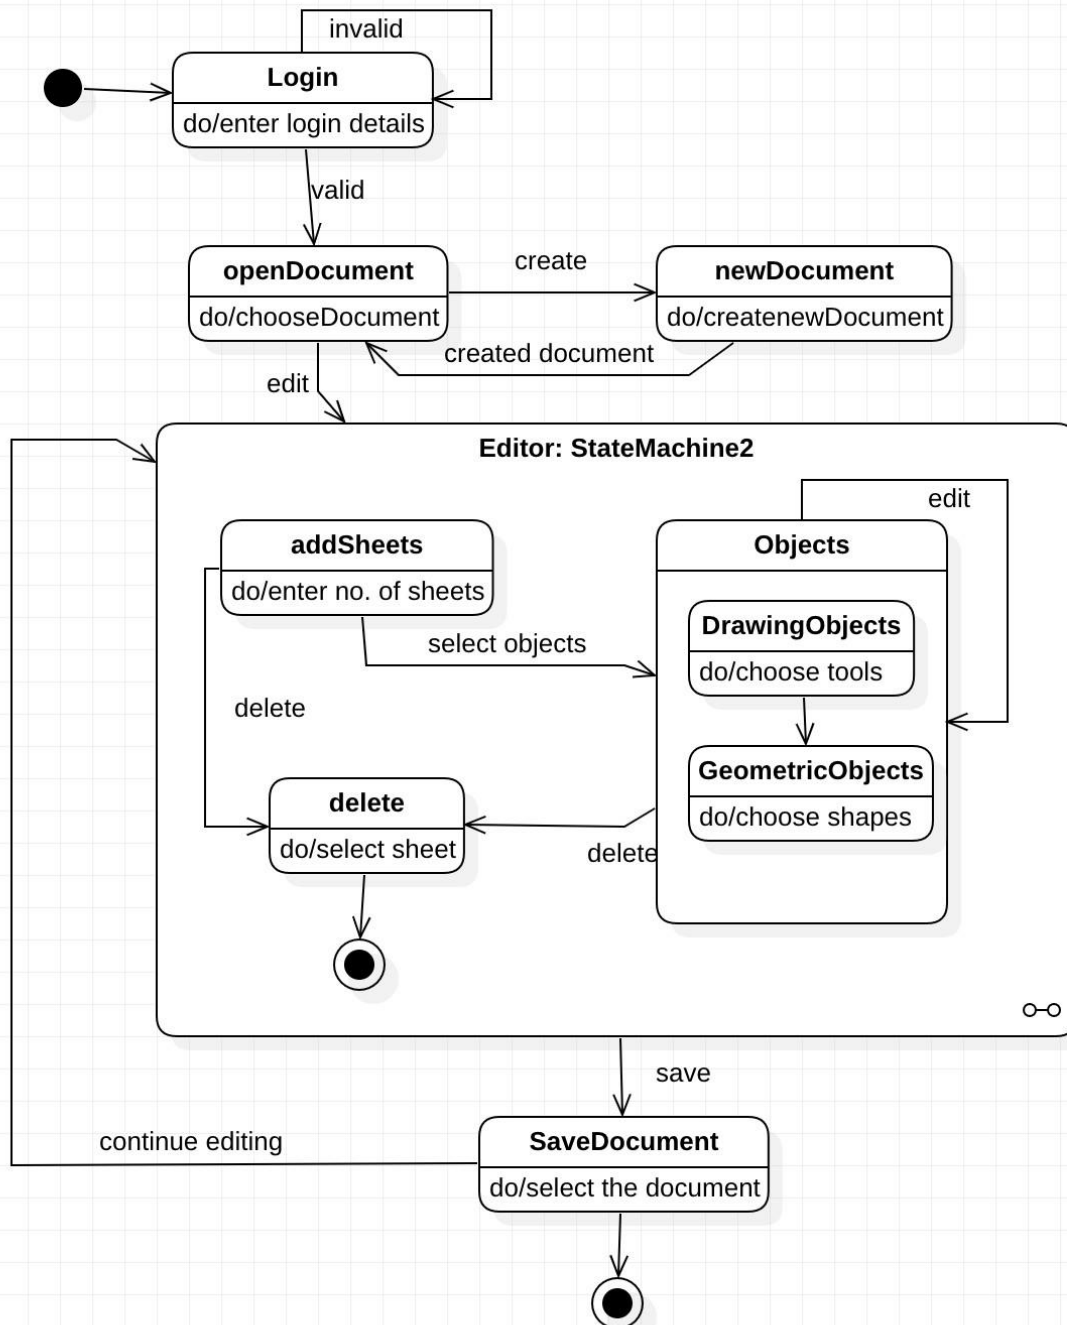 invalid
Login
do/enter login details
valid
openDocument
do/chooseDocument
create
newDocument
do/createnewDocument
created document
edit
Editor: StateMachine2
edit
addSheets
do/enter no. of sheets
Objects
select objects
DrawingObjects
do/choose tools
delete
GeometricObjects
do/choose shapes
delete
do/select sheet
delete
save
continue editing
SaveDocument
do/select the document